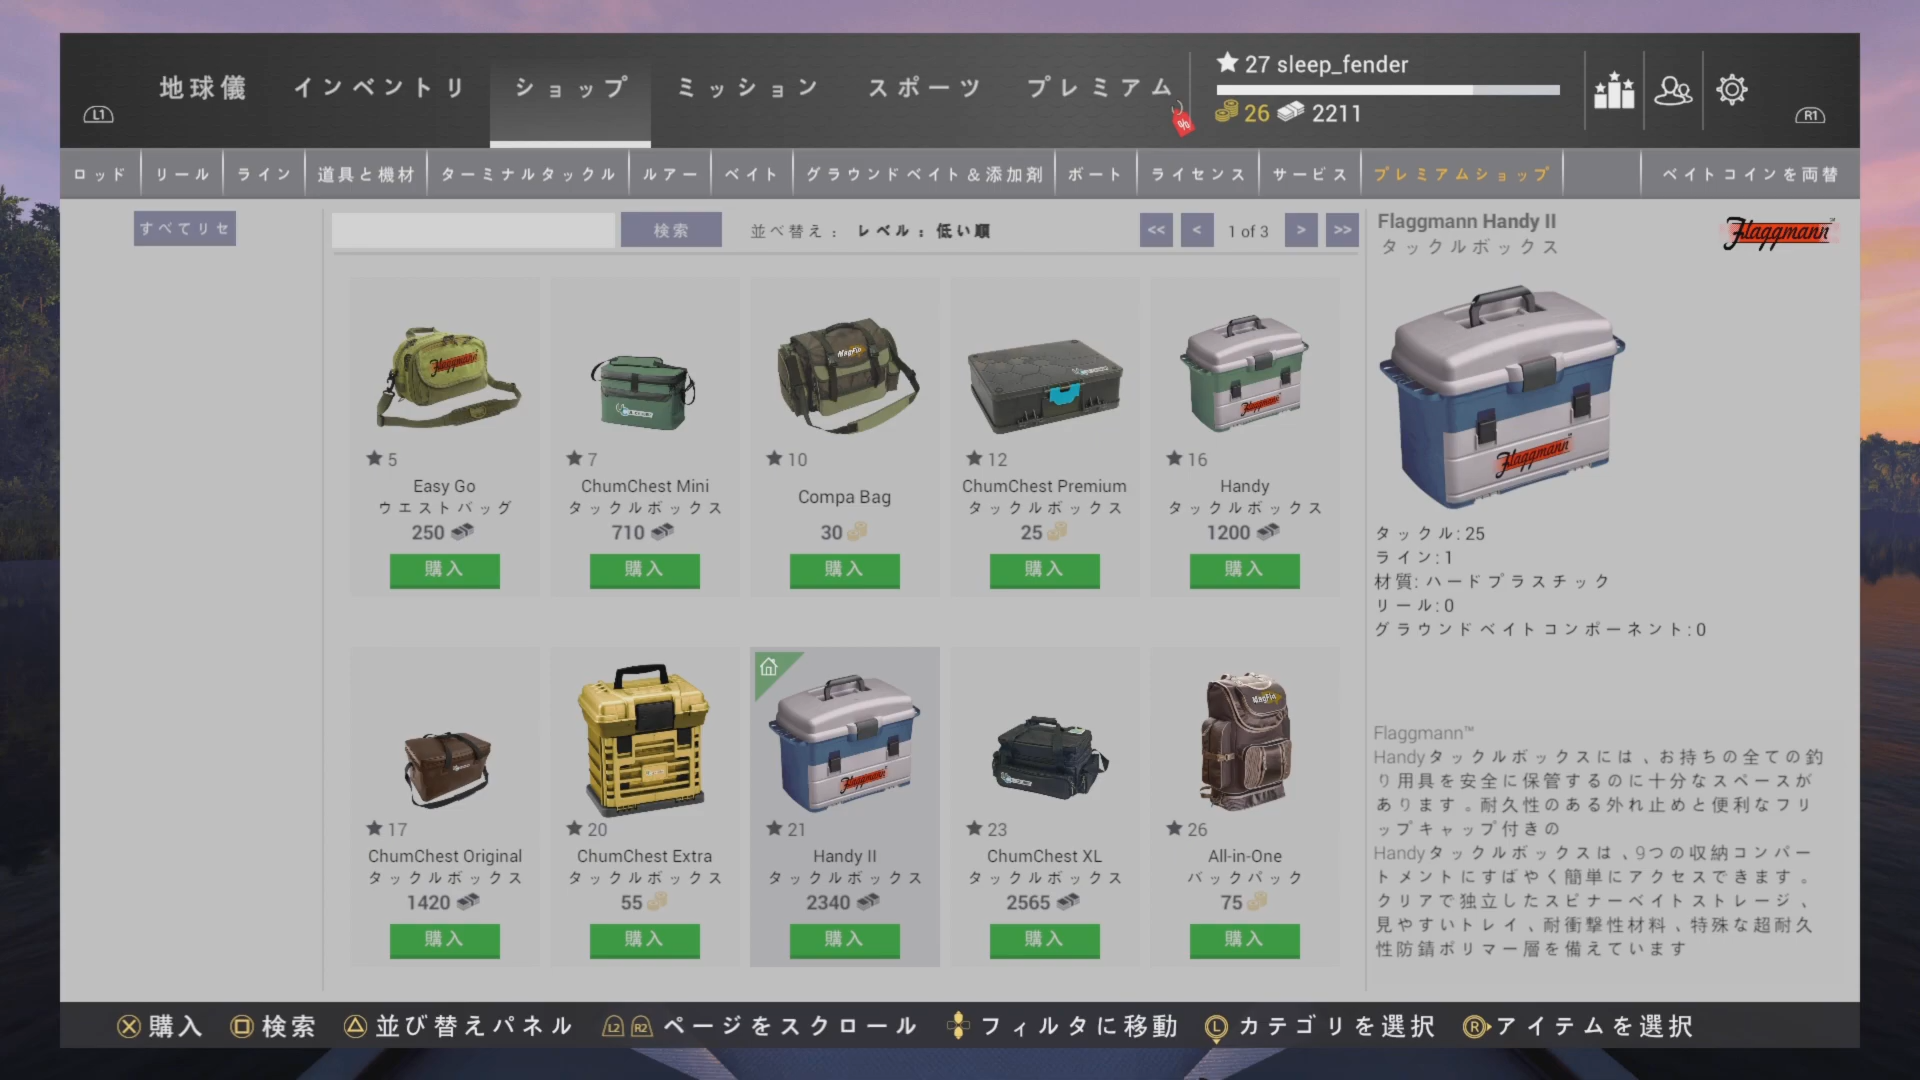 地球儀 インベントリ ショップ ミッション スポーツ プレミアム
27 sleep_fender
26 2211
L1
R1
%
ロッド リール ライン 道具と機材 ターミナルタックル ルアー ベイト グラウンドベイト＆添加剤 ボート ライセンス サービス プレミアムショップ ベイトコインを両替
すべてリセ
検索
並べ替え： レベル：低い順
<< < 1 of 3 > >>
5
Easy Go
ウエストバッグ
250
購入
7
ChumChest Mini
タックルボックス
710
購入
10
Compa Bag
30
購入
12
ChumChest Premium
タックルボックス
25
購入
16
Handy
タックルボックス
1200
購入
17
ChumChest Original
タックルボックス
1420
購入
20
ChumChest Extra
タックルボックス
55
購入
21
Handy II
タックルボックス
2340
購入
23
ChumChest XL
タックルボックス
2565
購入
26
All-in-One
バックパック
75
購入
Flaggmann Handy II
タックルボックス
Flaggmann
Flaggmann
タックル: 25
ライン: 1
材質: ハードプラスチック
リール: 0
グラウンドベイトコンポーネント: 0
Flaggmann™
Handyタックルボックスには、お持ちの全ての釣
り用具を安全に保管するのに十分なスペースが
あります。耐久性のある外れ止めと便利なフリ
ップキャップ付きの
Handyタックルボックスは、9つの収納コンパー
トメントにすばやく簡単にアクセスできます。
クリアで独立したスピナーベイトストレージ、
見やすいトレイ、耐衝撃性材料、特殊な超耐久
性防錆ポリマー層を備えています
購入 検索 並び替えパネル L2 R2 ページをスクロール フィルタに移動 L カテゴリを選択 R アイテムを選択